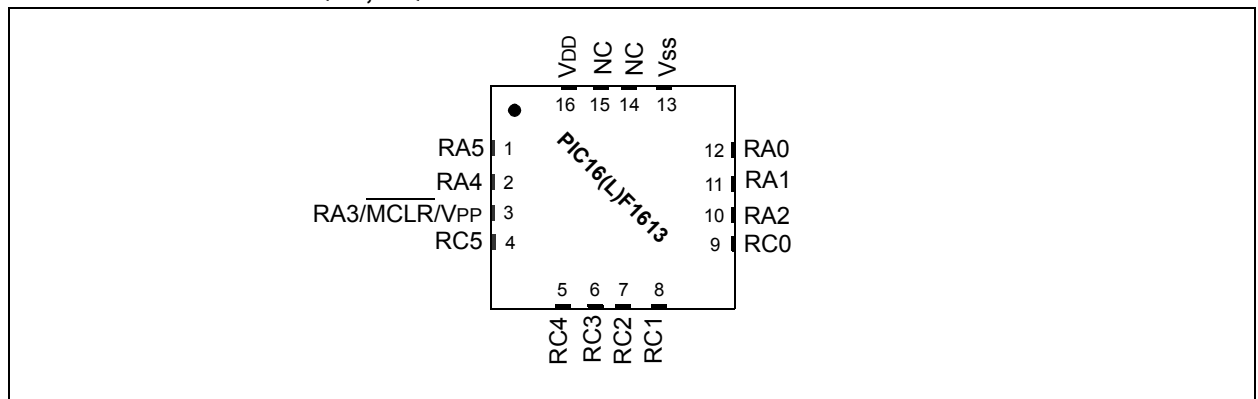 VDD NC NC Vss
16 15 14 13
RA5 1
RA4 2
RA3/MCLR/VPP 3
RC5 4
PIC16(L)F1613
12 RA0
11 RA1
10 RA2
9 RC0
5 6 7 8
RC4 RC3 RC2 RC1